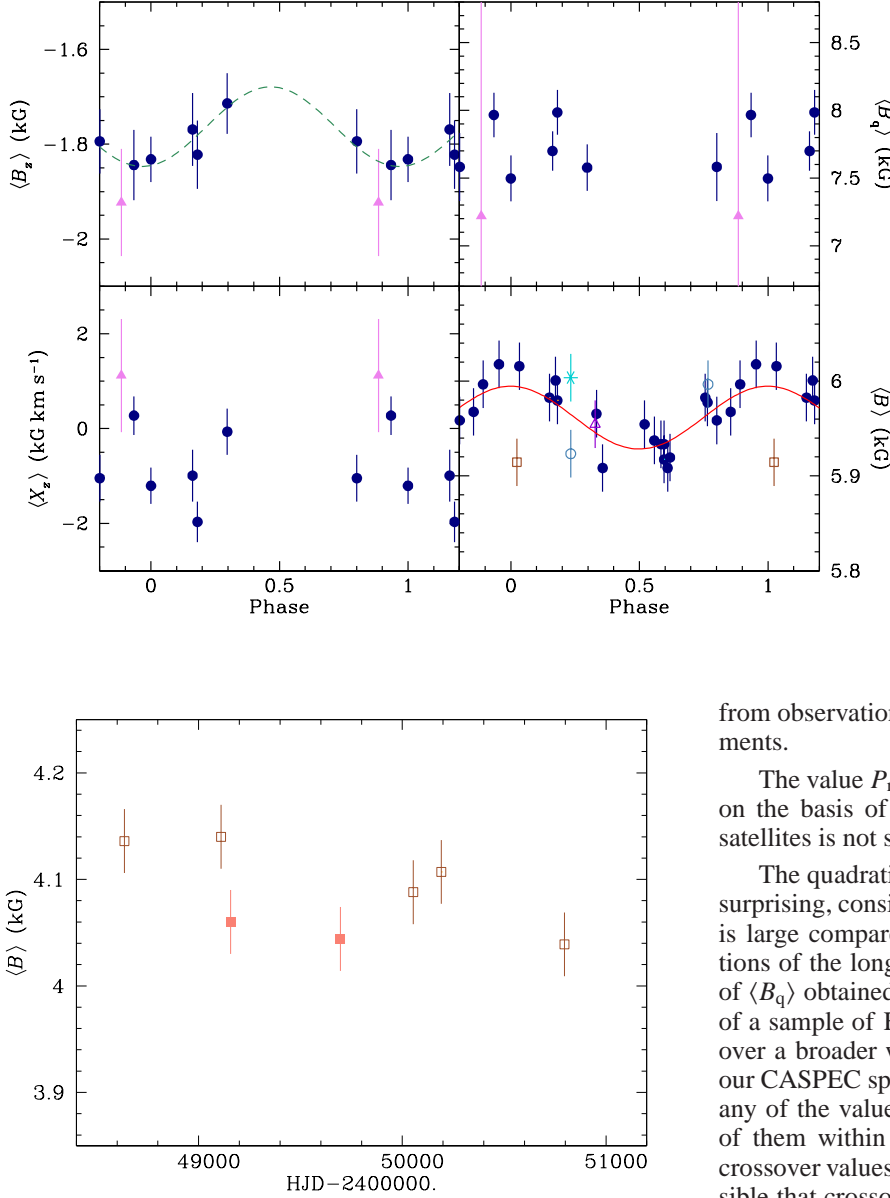 −1.6
−1.8
−2
⟨Bz⟩ (kG)
8.5
8
7.5
7
⟨Bq⟩ (kG)
2
0
−2
⟨Xz⟩ (kG km s⁻¹)
0 0.5 1
Phase
6
5.9
5.8
⟨B⟩ (kG)
0 0.5 1
Phase
4.2
4.1
4
3.9
⟨B⟩ (kG)
49000 50000 51000
HJD−2400000.
from observation
ments.
The value P
on the basis of
satellites is not s
The quadrati
surprising, consi
is large compare
tions of the long
of ⟨Bq⟩ obtained
of a sample of
over a broader
our CASPEC sp
any of the value
of them within
crossover values
sible that crosso